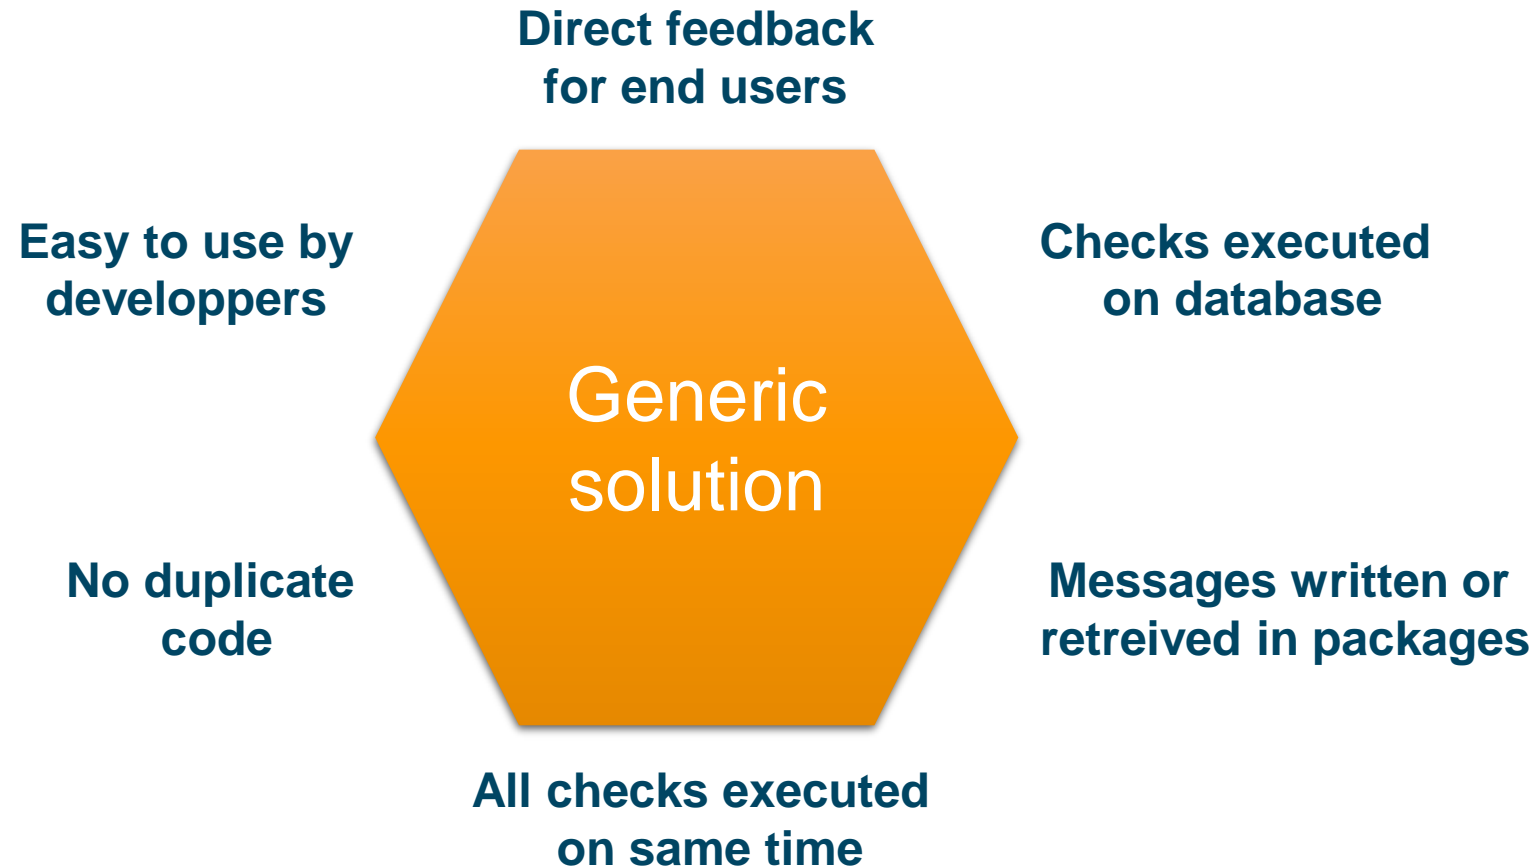 Direct feedback
for end users
Easy to use by
developpers
Checks executed
on database
Generic
solution
No duplicate
code
Messages written or
retreived in packages
All checks executed
on same time